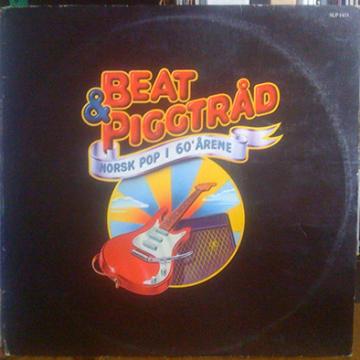 BEAT
& PIGGTRÅD
NORSK POP I 60'ÅRENE